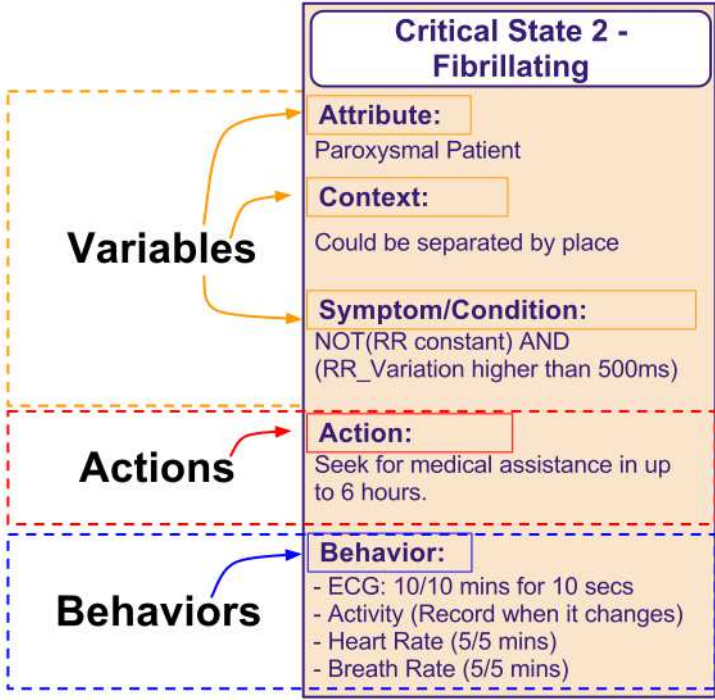 Critical State 2 -
Fibrillating
Variables
Attribute:
Paroxysmal Patient
Context:
Could be separated by place
Symptom/Condition:
NOT(RR constant) AND
(RR_Variation higher than 500ms)
Actions
Action:
Seek for medical assistance in up
to 6 hours.
Behaviors
Behavior:
- ECG: 10/10 mins for 10 secs
- Activity (Record when it changes)
- Heart Rate (5/5 mins)
- Breath Rate (5/5 mins)